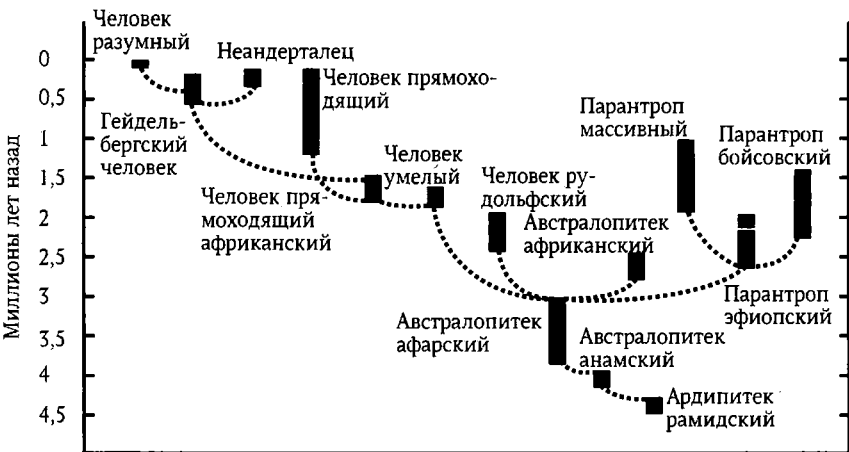 Миллионы лет назад
0
0,5
1
1,5
2
2,5
3
3,5
4
4,5
Человек
разумный
Неандерталец
Человек прямохо-
дящий
Гейдель-
бергский
человек
Парантроп
массивный
Парантроп
бойсовский
Человек
умелый
Человек пря-
моходящий
африканский
Человек ру-
дольфский
Австралопитек
африканский
Парантроп
эфиопский
Австралопитек
афарский
Австралопитек
анамский
Ардипитек
рамидский